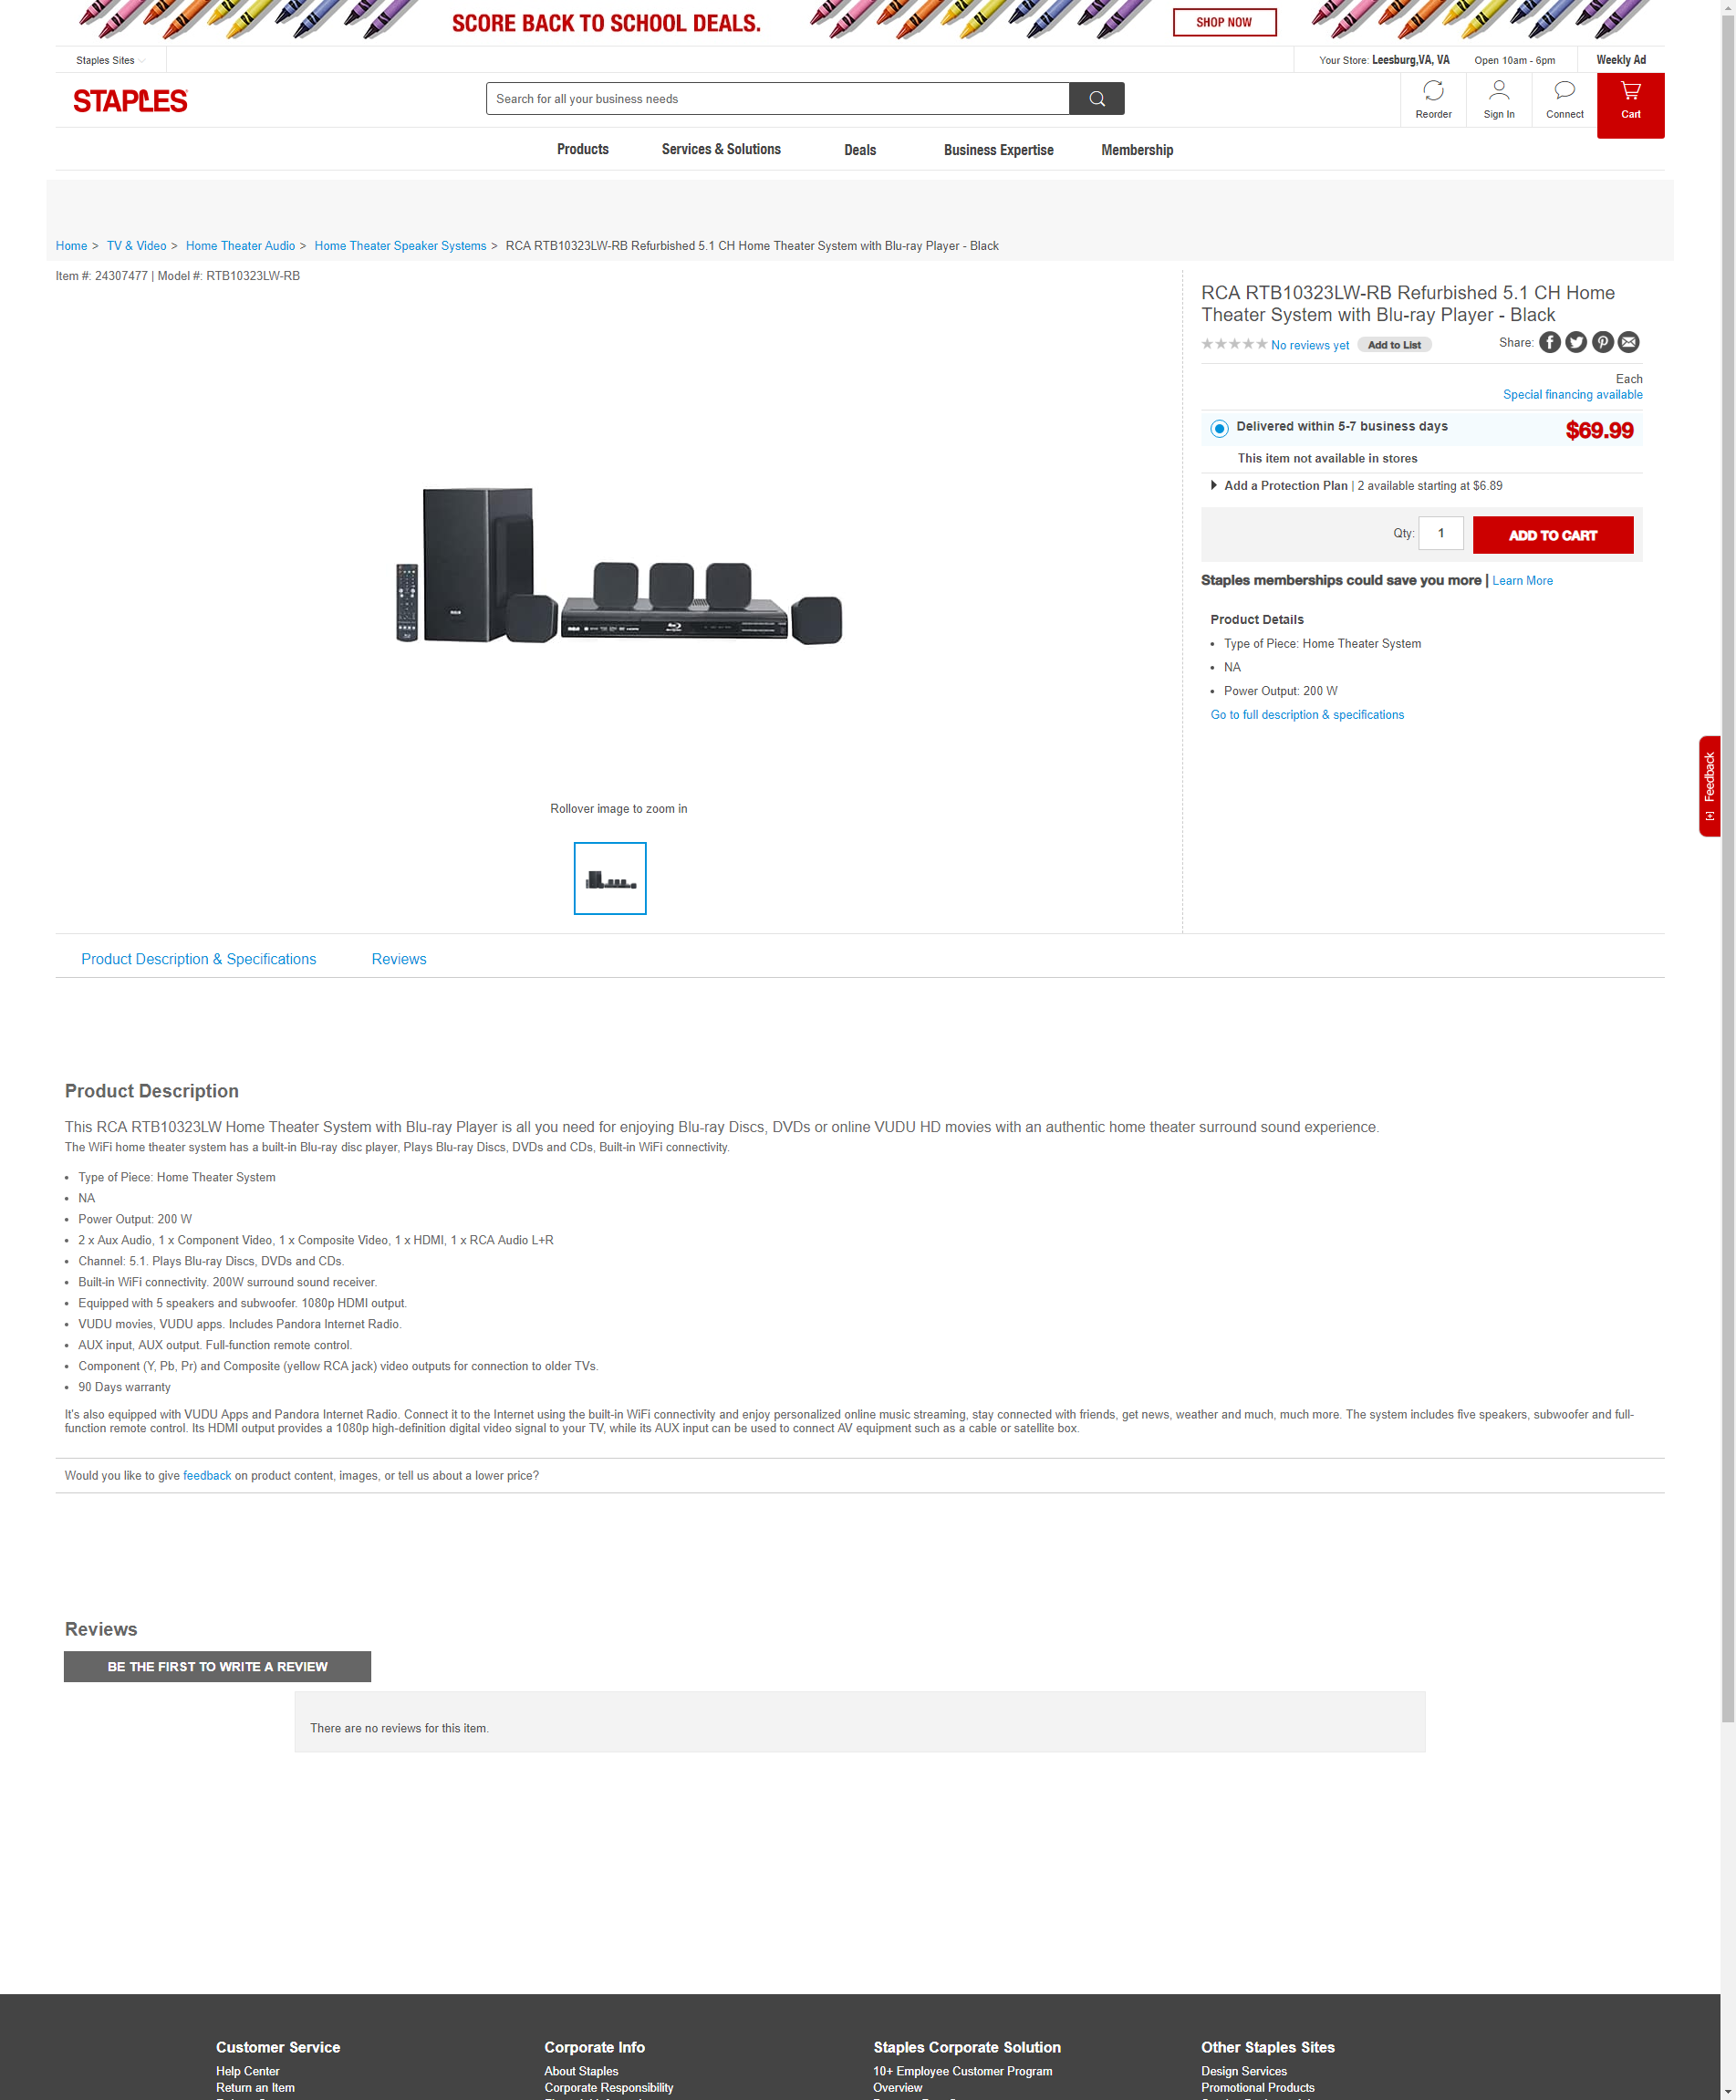 SCORE BACK TO SCHOOL DEALS.
SHOP NOW
Staples Sites
Your Store: Leesburg,VA, VA
Open 10am - 6pm
Weekly Ad
STAPLES
Search for all your business needs
Reorder
Sign In
Connect
Cart
Products
Services & Solutions
Deals
Business Expertise
Membership
Home > TV & Video > Home Theater Audio > Home Theater Speaker Systems > RCA RTB10323LW-RB Refurbished 5.1 CH Home Theater System with Blu-ray Player - Black
Item #: 24307477 | Model #: RTB10323LW-RB
RCA RTB10323LW-RB Refurbished 5.1 CH Home
Theater System with Blu-ray Player - Black
No reviews yet
Add to List
Share:
Each
Special financing available
Delivered within 5-7 business days
$69.99
This item not available in stores
Add a Protection Plan | 2 available starting at $6.89
Qty: 1
ADD TO CART
Staples memberships could save you more | Learn More
Product Details
• Type of Piece: Home Theater System
• NA
• Power Output: 200 W
Go to full description & specifications
[+] Feedback
Rollover image to zoom in
Product Description & Specifications
Reviews
Product Description
This RCA RTB10323LW Home Theater System with Blu-ray Player is all you need for enjoying Blu-ray Discs, DVDs or online VUDU HD movies with an authentic home theater surround sound experience.
The WiFi home theater system has a built-in Blu-ray disc player, Plays Blu-ray Discs, DVDs and CDs, Built-in WiFi connectivity.
• Type of Piece: Home Theater System
• NA
• Power Output: 200 W
• 2 x Aux Audio, 1 x Component Video, 1 x Composite Video, 1 x HDMI, 1 x RCA Audio L+R
• Channel: 5.1. Plays Blu-ray Discs, DVDs and CDs.
• Built-in WiFi connectivity. 200W surround sound receiver.
• Equipped with 5 speakers and subwoofer. 1080p HDMI output.
• VUDU movies, VUDU apps. Includes Pandora Internet Radio.
• AUX input, AUX output. Full-function remote control.
• Component (Y, Pb, Pr) and Composite (yellow RCA jack) video outputs for connection to older TVs.
• 90 Days warranty
It's also equipped with VUDU Apps and Pandora Internet Radio. Connect it to the Internet using the built-in WiFi connectivity and enjoy personalized online music streaming, stay connected with friends, get news, weather and much, much more. The system includes five speakers, subwoofer and full-
function remote control. Its HDMI output provides a 1080p high-definition digital video signal to your TV, while its AUX input can be used to connect AV equipment such as a cable or satellite box.
Would you like to give feedback on product content, images, or tell us about a lower price?
Reviews
BE THE FIRST TO WRITE A REVIEW
There are no reviews for this item.
Customer Service
Corporate Info
Staples Corporate Solution
Other Staples Sites
Help Center
About Staples
10+ Employee Customer Program
Design Services
Return an Item
Corporate Responsibility
Overview
Promotional Products